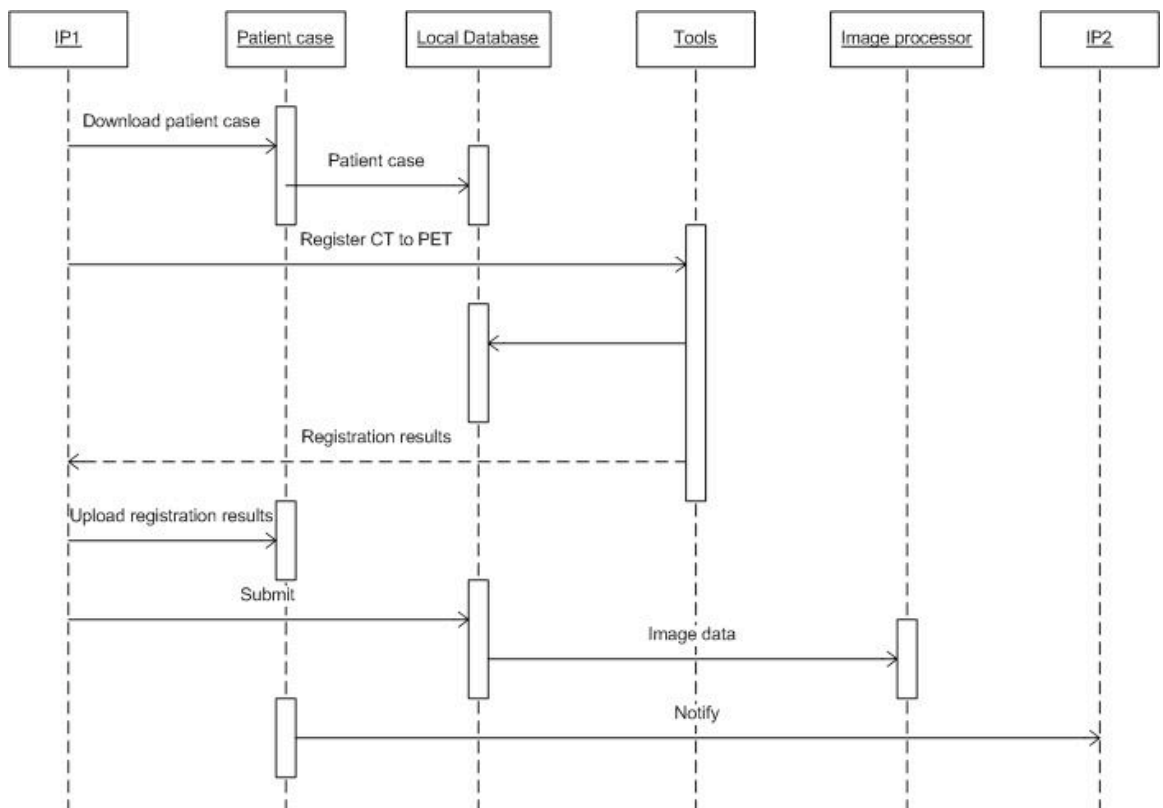 IP1
Patient case
Local Database
Tools
Image processor
IP2
Download patient case
Patient case
Register CT to PET
Registration results
Upload registration results
Submit
Image data
Notify